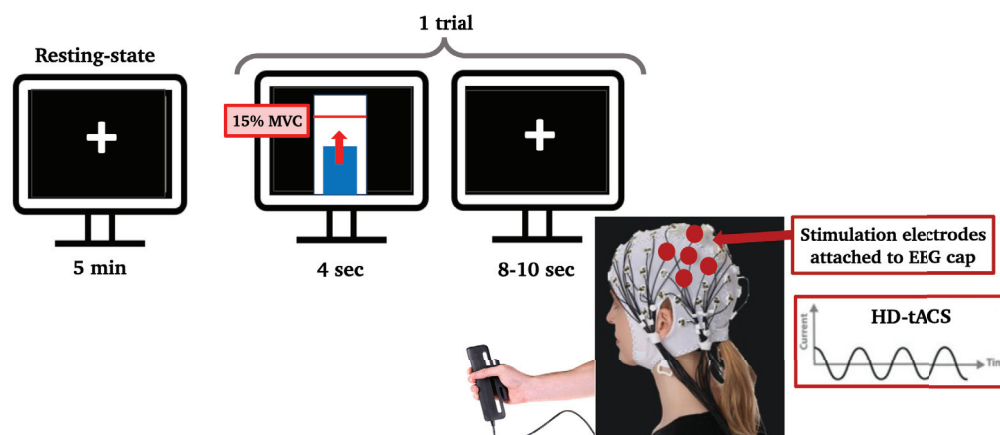 1 trial
Resting-state
15% MVC
5 min
4 sec
8-10 sec
Stimulation electrodes
attached to EEG cap
HD-tACS
Current
Tim